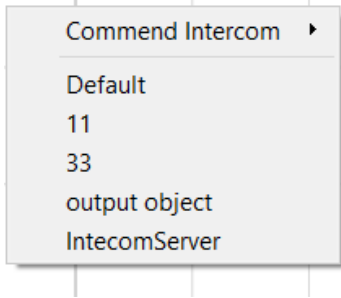 Commend Intercom
Default
11
33
output object
IntecomServer